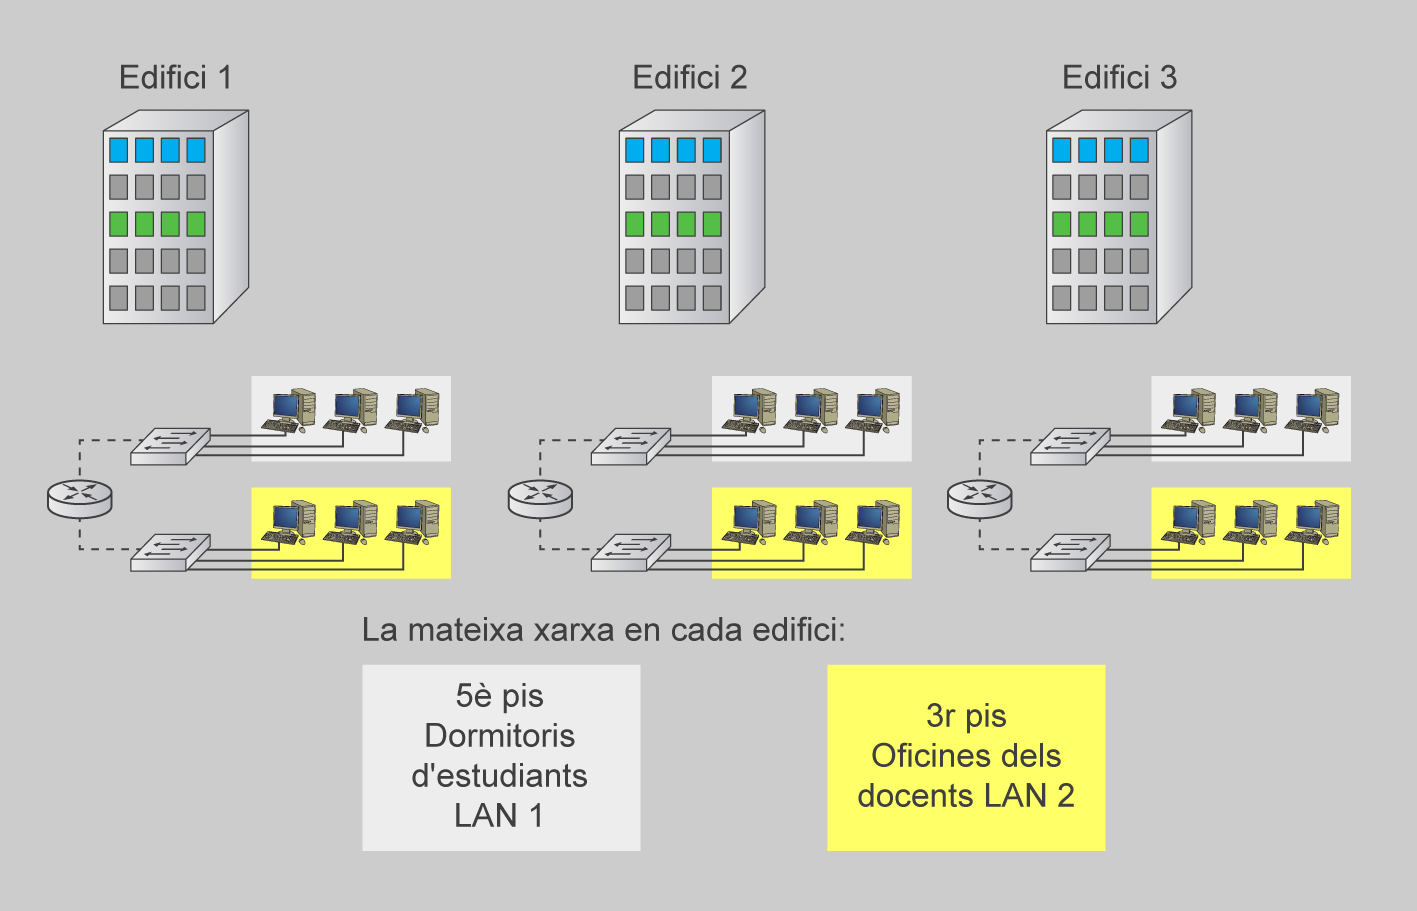 Edifici 1
Edifici 2
Edifici 3
La mateixa xarxa en cada edifici:
5è pis
Dormitoris
d'estudiants
LAN 1
3r pis
Oficines dels
docents LAN 2